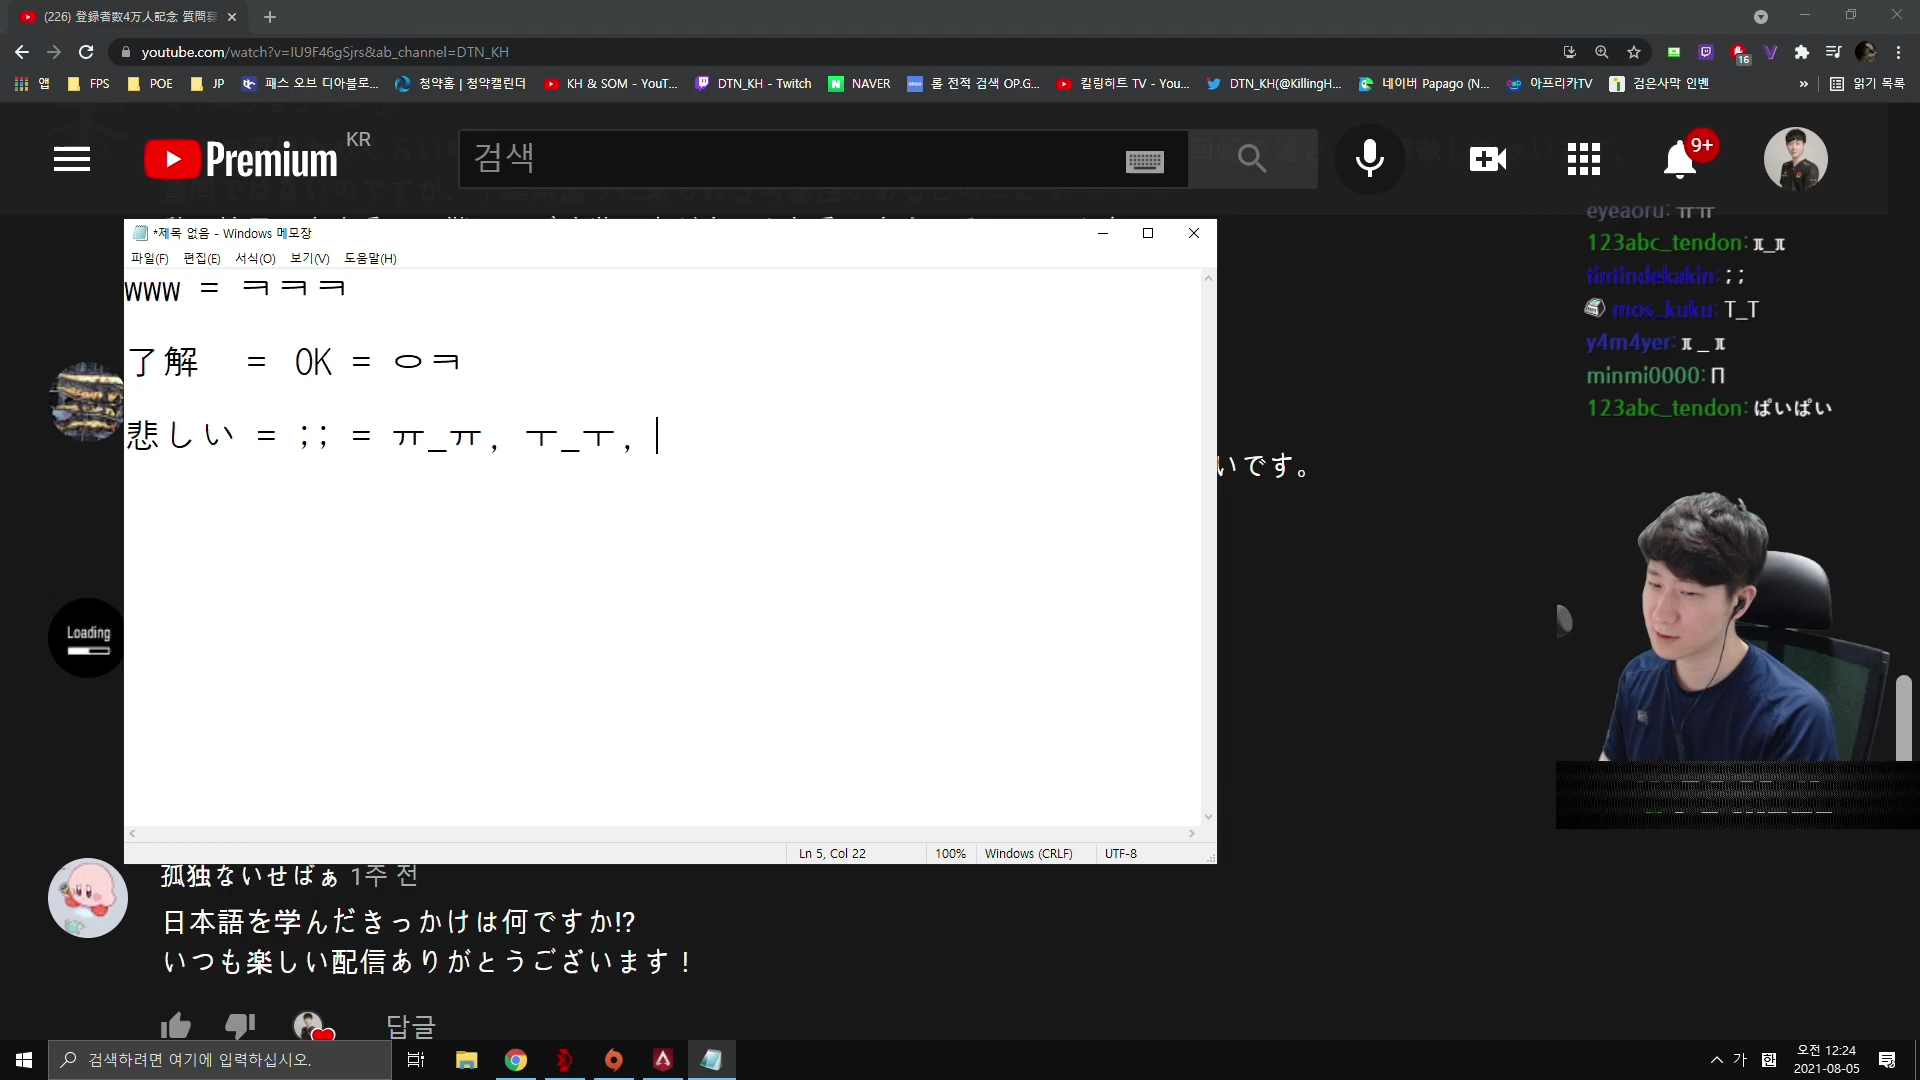 (226) 登録者数4万人記念 質問募
youtube.com/watch?v=IU9F46gSjrs&ab_channel=DTN_KH
16
앱 FPS POE JP 패스 오브 디아블로... 청약홈 | 청약캘린더 KH & SOM - YouT... DTN_KH - Twitch NAVER 롤 전적 검색 OP.G... 킬링히트 TV - You... DTN_KH(@KillingH... 네이버 Papago (N... 아프리카TV 검은사막 인벤 » 읽기 목록
Premium KR 검색 9+
*제목 없음 - Windows 메모장
파일(F) 편집(E) 서식(O) 보기(V) 도움말(H)
www = ㅋㅋㅋ
了解 = OK = ㅇㅋ
悲しい = ;; = ㅠ_ㅠ, ㅜ_ㅜ,
Ln 5, Col 22 100% Windows (CRLF) UTF-8
eyeaoru: ㅠㅠ
123abc_tendon: π_π
tintindekakin: ; ;
mos_kuku: T_T
y4m4yer: π _ π
minmi0000: Π
123abc_tendon: ぱいぱい
いです。
Loading
孤独ないせばぁ 1주 전
日本語を学んだきっかけは何ですか!?
いつも楽しい配信ありがとうございます！
답글
검색하려면 여기에 입력하십시오.
가 한 오전 12:24
2021-08-05